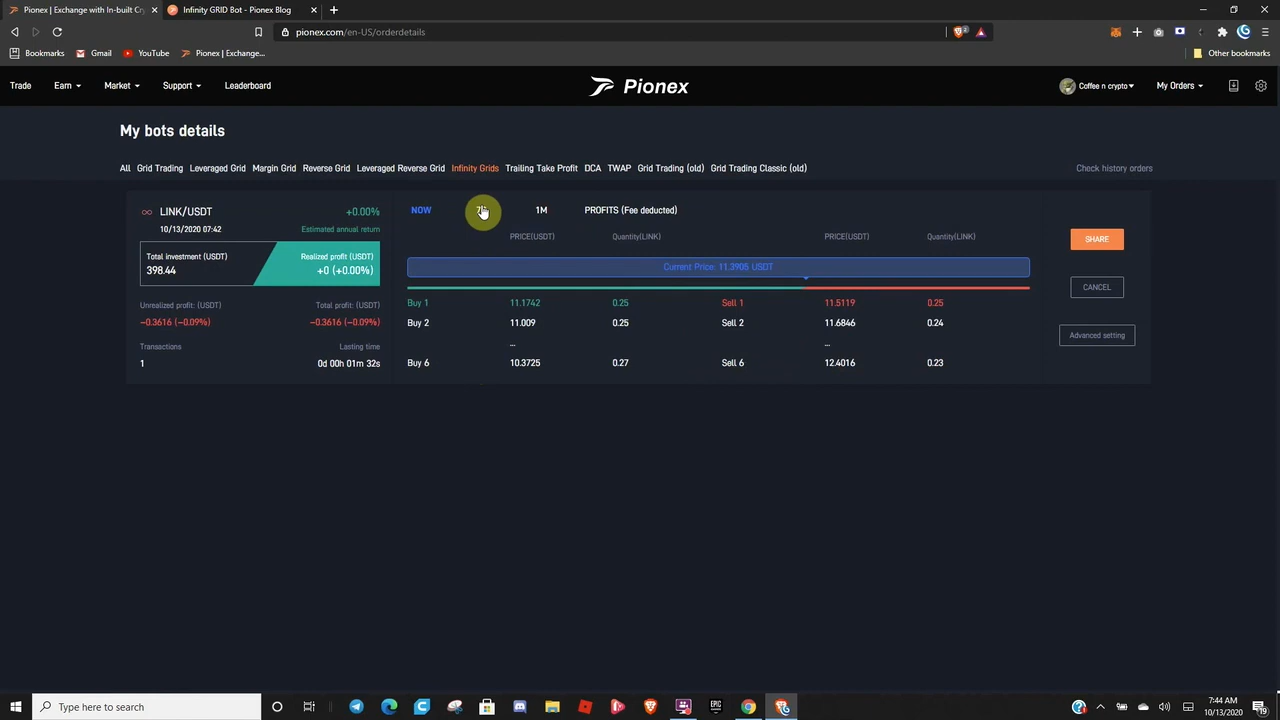 Pionex | Exchange with In-built Cr
Infinity GRID Bot - Pionex Blog
pionex.com/en-US/orderdetails
Bookmarks
Gmail
YouTube
Pionex | Exchange...
Other bookmarks
Trade
Earn
Market
Support
Leaderboard
Pionex
Coffee n crypto
My Orders
My bots details
All
Grid Trading
Leveraged Grid
Margin Grid
Reverse Grid
Leveraged Reverse Grid
Infinity Grids
Trailing Take Profit
DCA
TWAP
Grid Trading (old)
Grid Trading Classic (old)
Check history orders
LINK/USDT
+0.00%
10/13/2020 07:42
Estimated annual return
Total investment (USDT)
Realized profit (USDT)
398.44
+0 (+0.00%)
Unrealized profit: (USDT)
Total profit: (USDT)
−0.3616 (−0.09%)
−0.3616 (−0.09%)
Transactions
Lasting time
1
0d 00h 01m 32s
NOW
1M
PROFITS (Fee deducted)
PRICE(USDT)
Quantity(LINK)
PRICE(USDT)
Quantity(LINK)
Current Price: 11.3905 USDT
Buy 1
11.1742
0.25
Sell 1
11.5119
0.25
Buy 2
11.009
0.25
Sell 2
11.6846
0.24
...
...
Buy 6
10.3725
0.27
Sell 6
12.4016
0.23
SHARE
CANCEL
Advanced setting
Type here to search
7:44 AM
10/13/2020